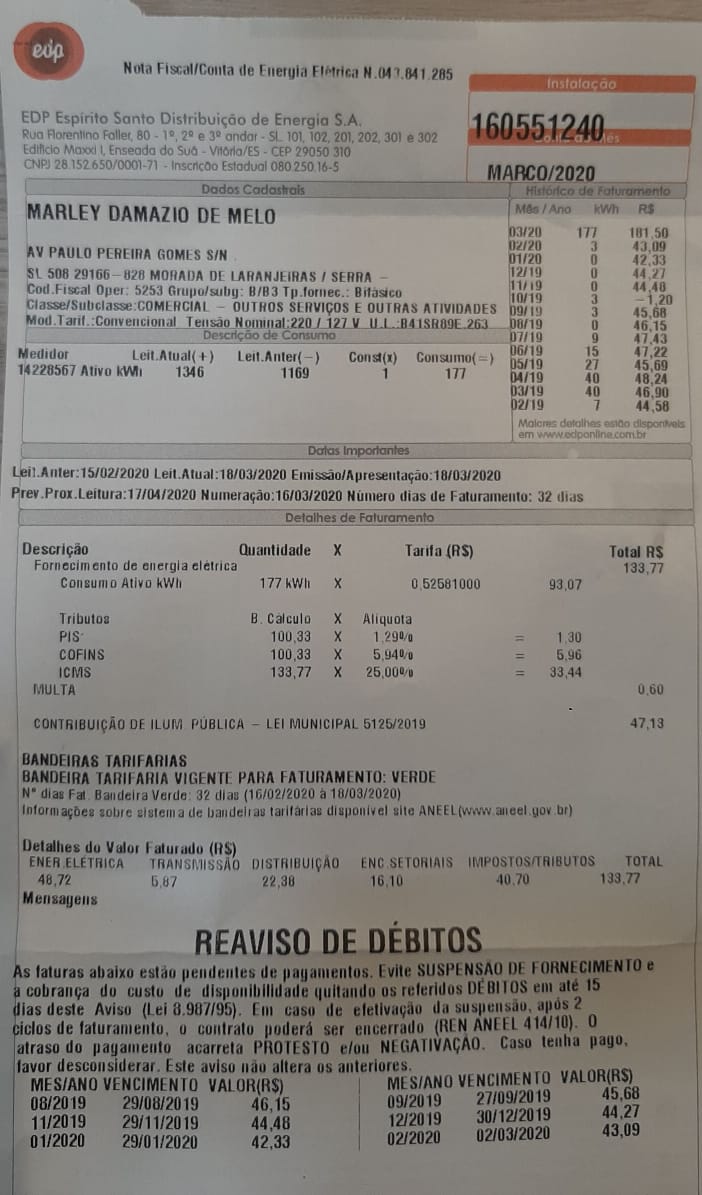 edp
Nota Fiscal/Conta de Energia Elétrica N.043.841.285
Instalação
EDP Espírito Santo Distribuição de Energia S.A.
Rua Florentino Faller, 80 - 1º, 2º e 3º andar - SL. 101, 102, 201, 202, 301 e 302
Edifício Maxxi I, Enseada do Suá - Vitória/ES - CEP 29050 310
CNPJ 28.152.650/0001-71 - Inscrição Estadual 080.250.16-5
160551240
Mês
MARCO/2020
Dados Cadastrais
MARLEY DAMAZIO DE MELO
AV PAULO PEREIRA GOMES S/N
SL 508 29166-828 MORADA DE LARANJEIRAS / SERRA -
Cod.Fiscal Oper: 5253 Grupo/subg: B/B3 Tp.fornec.: Bifásico
Classe/Subclasse:COMERCIAL - OUTROS SERVIÇOS E OUTRAS ATIVIDADES
Mod.Tarif.:Convencional Tensão Nominal:220 / 127 V U.L.:B41SR89E.263
Histórico de Faturamento
Mês / Ano kWh R$
03/20 177 181,50
02/20 3 43,09
01/20 0 42,33
12/19 0 44,27
11/19 0 44,48
10/19 3 -1,20
09/19 3 45,68
08/19 0 46,15
07/19 9 47,43
06/19 15 47,22
05/19 27 45,69
04/19 40 48,24
03/19 40 46,90
02/19 7 44,58
Maiores detalhes estão disponíveis
em www.edponline.com.br
Descrição de Consumo
Medidor Leit.Atual(+) Leit.Anter(-) Const(x) Consumo(=)
14228567 Ativo kWh 1346 1169 1 177
Datas Importantes
Leit.Anter:15/02/2020 Leit.Atual:18/03/2020 Emissão/Apresentação:18/03/2020
Prev.Prox.Leitura:17/04/2020 Numeração:16/03/2020 Número dias de Faturamento: 32 dias
Detalhes de Faturamento
Descrição Quantidade X Tarifa (R$) Total R$
Fornecimento de energia elétrica 133,77
Consumo Ativo kWh 177 kWh X 0,52581000 93,07
Tributos B. Cálculo X Alíquota
PIS 100,33 X 1,29% = 1,30
COFINS 100,33 X 5,94% = 5,96
ICMS 133,77 X 25,00% = 33,44
MULTA 0,60
CONTRIBUIÇÃO DE ILUM. PÚBLICA - LEI MUNICIPAL 5125/2019 47,13
BANDEIRAS TARIFARIAS
BANDEIRA TARIFARIA VIGENTE PARA FATURAMENTO: VERDE
Nº dias Fat. Bandeira Verde: 32 dias (16/02/2020 à 18/03/2020)
Informações sobre sistema de bandeiras tarifárias disponível site ANEEL(www.aneel.gov.br)
Detalhes do Valor Faturado (R$)
ENER.ELÉTRICA TRANSMISSÃO DISTRIBUIÇÃO ENC.SETORIAIS IMPOSTOS/TRIBUTOS TOTAL
48,72 5,87 22,38 16,10 40,70 133,77
Mensagens
REAVISO DE DÉBITOS
As faturas abaixo estão pendentes de pagamentos. Evite SUSPENSÃO DE FORNECIMENTO e
a cobrança do custo de disponibilidade quitando os referidos DÉBITOS em até 15
dias deste Aviso (Lei 8.987/95). Em caso de efetivação da suspensão, após 2
ciclos de faturamento, o contrato poderá ser encerrado (REN ANEEL 414/10). O
atraso do pagamento acarreta PROTESTO e/ou NEGATIVAÇÃO. Caso tenha pago,
favor desconsiderar. Este aviso não altera os anteriores.
MES/ANO VENCIMENTO VALOR(R$) MES/ANO VENCIMENTO VALOR(R$)
08/2019 29/08/2019 46,15 09/2019 27/09/2019 45,68
11/2019 29/11/2019 44,48 12/2019 30/12/2019 44,27
01/2020 29/01/2020 42,33 02/2020 02/03/2020 43,09